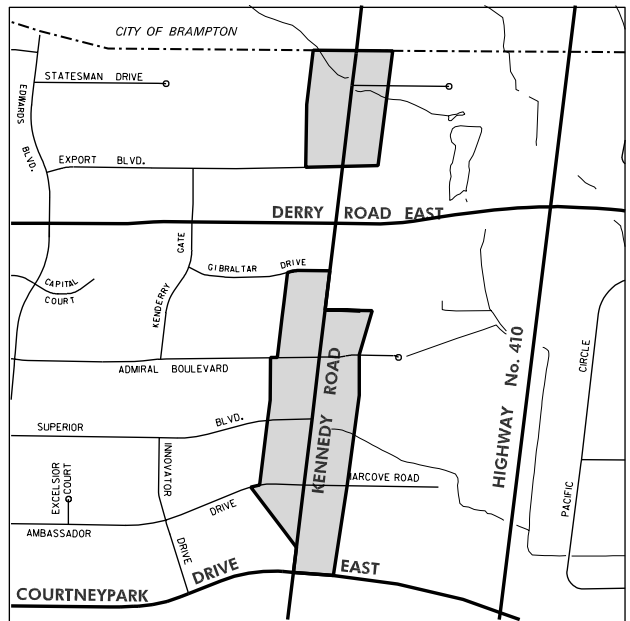 CITY OF BRAMPTON
STATESMAN DRIVE
EDWARDS
BLVD.
EXPORT BLVD.
DERRY ROAD EAST
GATE
GIBRALTAR DRIVE
CAPITAL
COURT
KENDERRY
ADMIRAL BOULEVARD
KENNEDY ROAD
HIGHWAY No. 410
CIRCLE
PACIFIC
SUPERIOR BLVD.
INNOVATOR
DRIVE
EXCELSIOR
COURT
ARCOVE ROAD
AMBASSADOR DRIVE
COURTNEYPARK DRIVE EAST